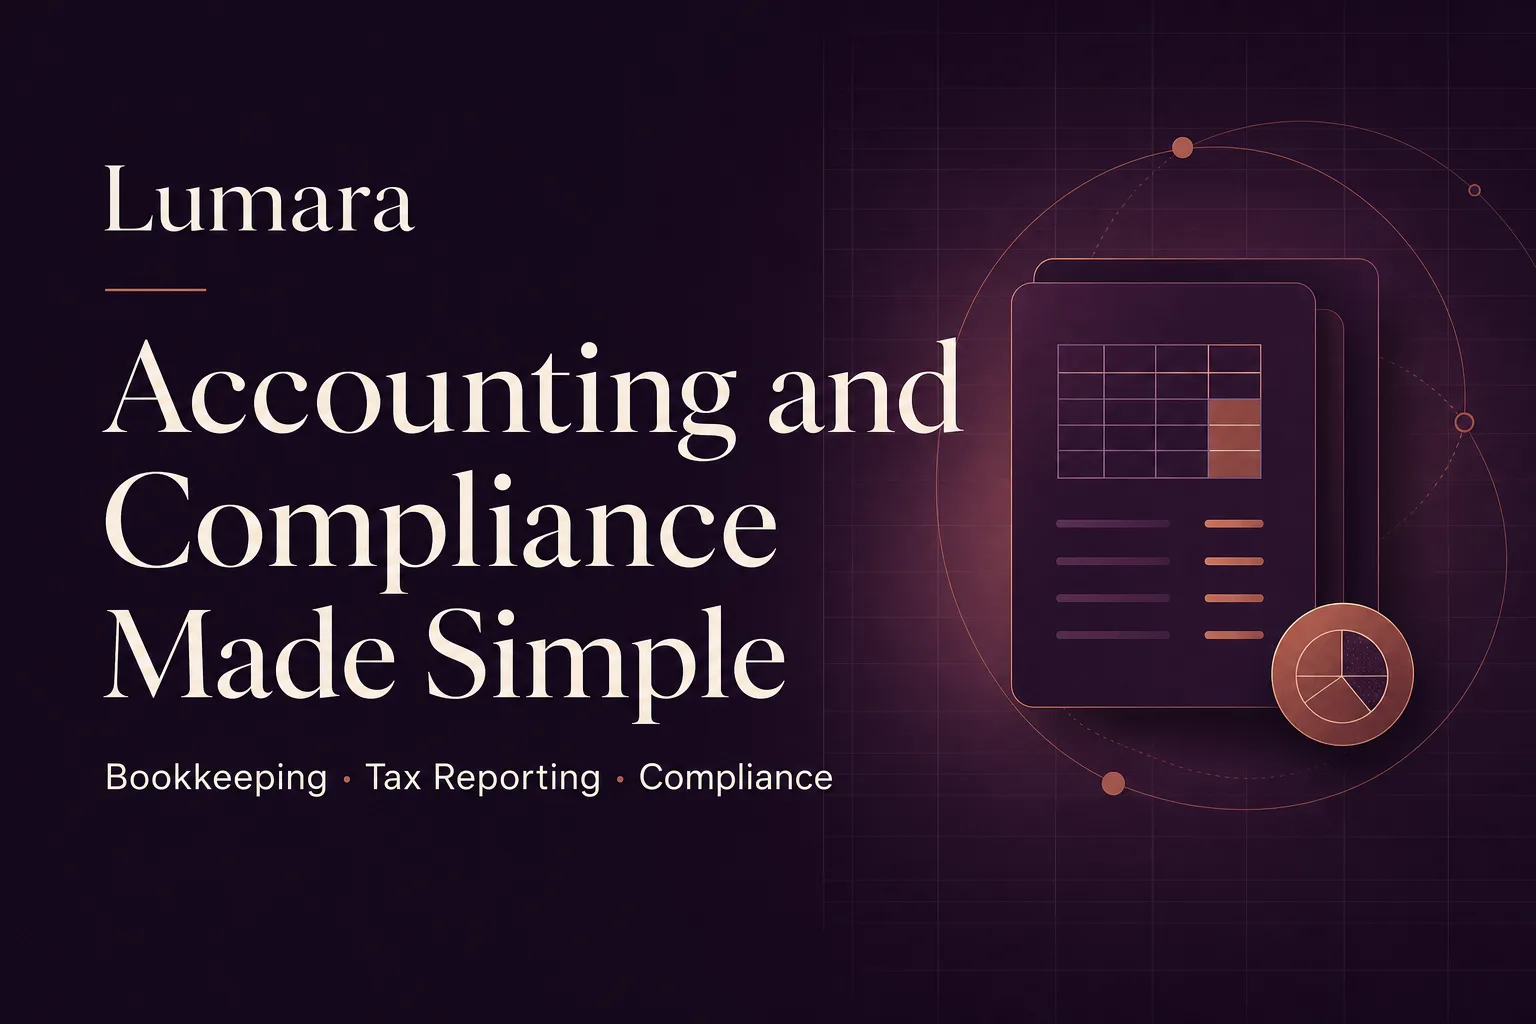 Lumara
Accounting and
Compliance
Made Simple
Bookkeeping · Tax Reporting · Compliance